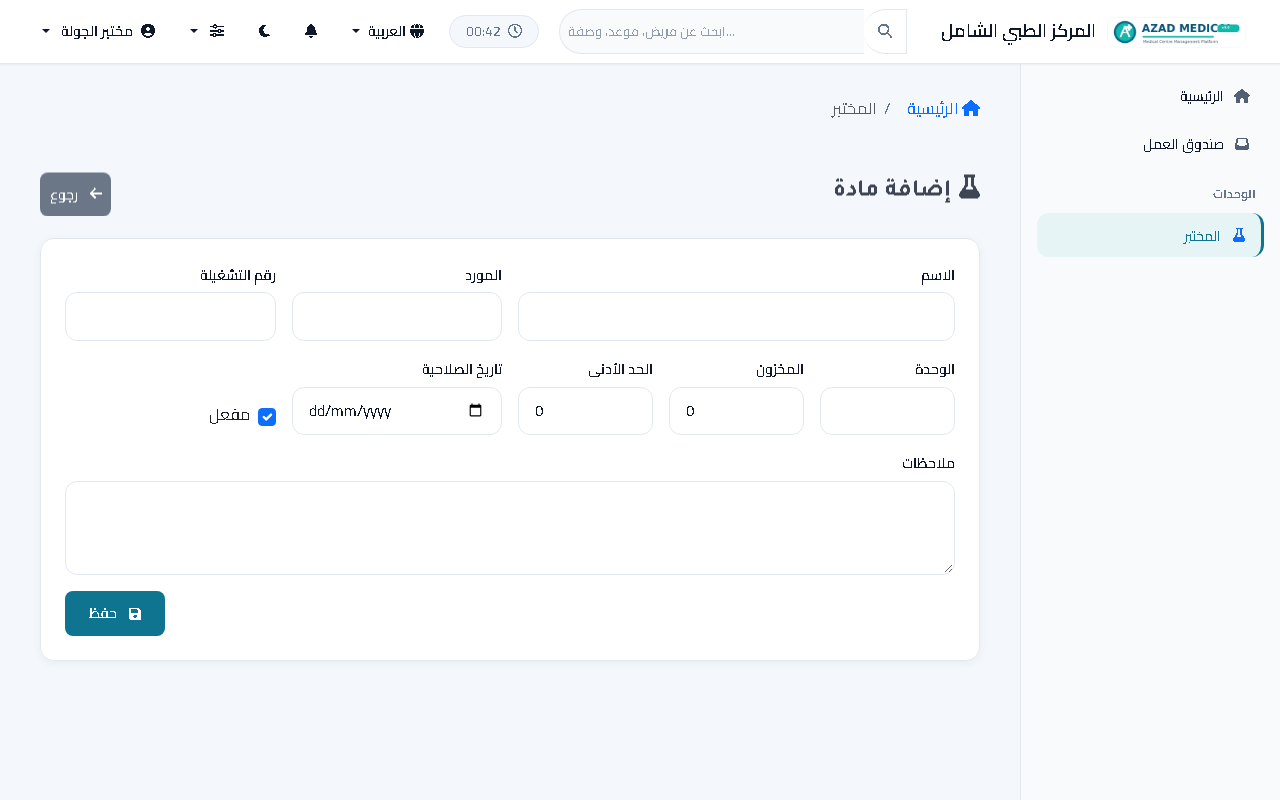 AZAD MEDIC
Medical Centre Management Platform
المركز الطبي الشامل
ابحث عن مريض، موعد، وصفة...
00:42
العربية
مختبر الجولة
الرئيسية
صندوق العمل
الوحدات
المختبر
الرئيسية / المختبر
إضافة مادة
رجوع
الاسم
المورد
رقم التشغيلة
الوحدة
المخزون
0
الحد الأدنى
0
تاريخ الصلاحية
dd/mm/yyyy
مفعل
ملاحظات
حفظ